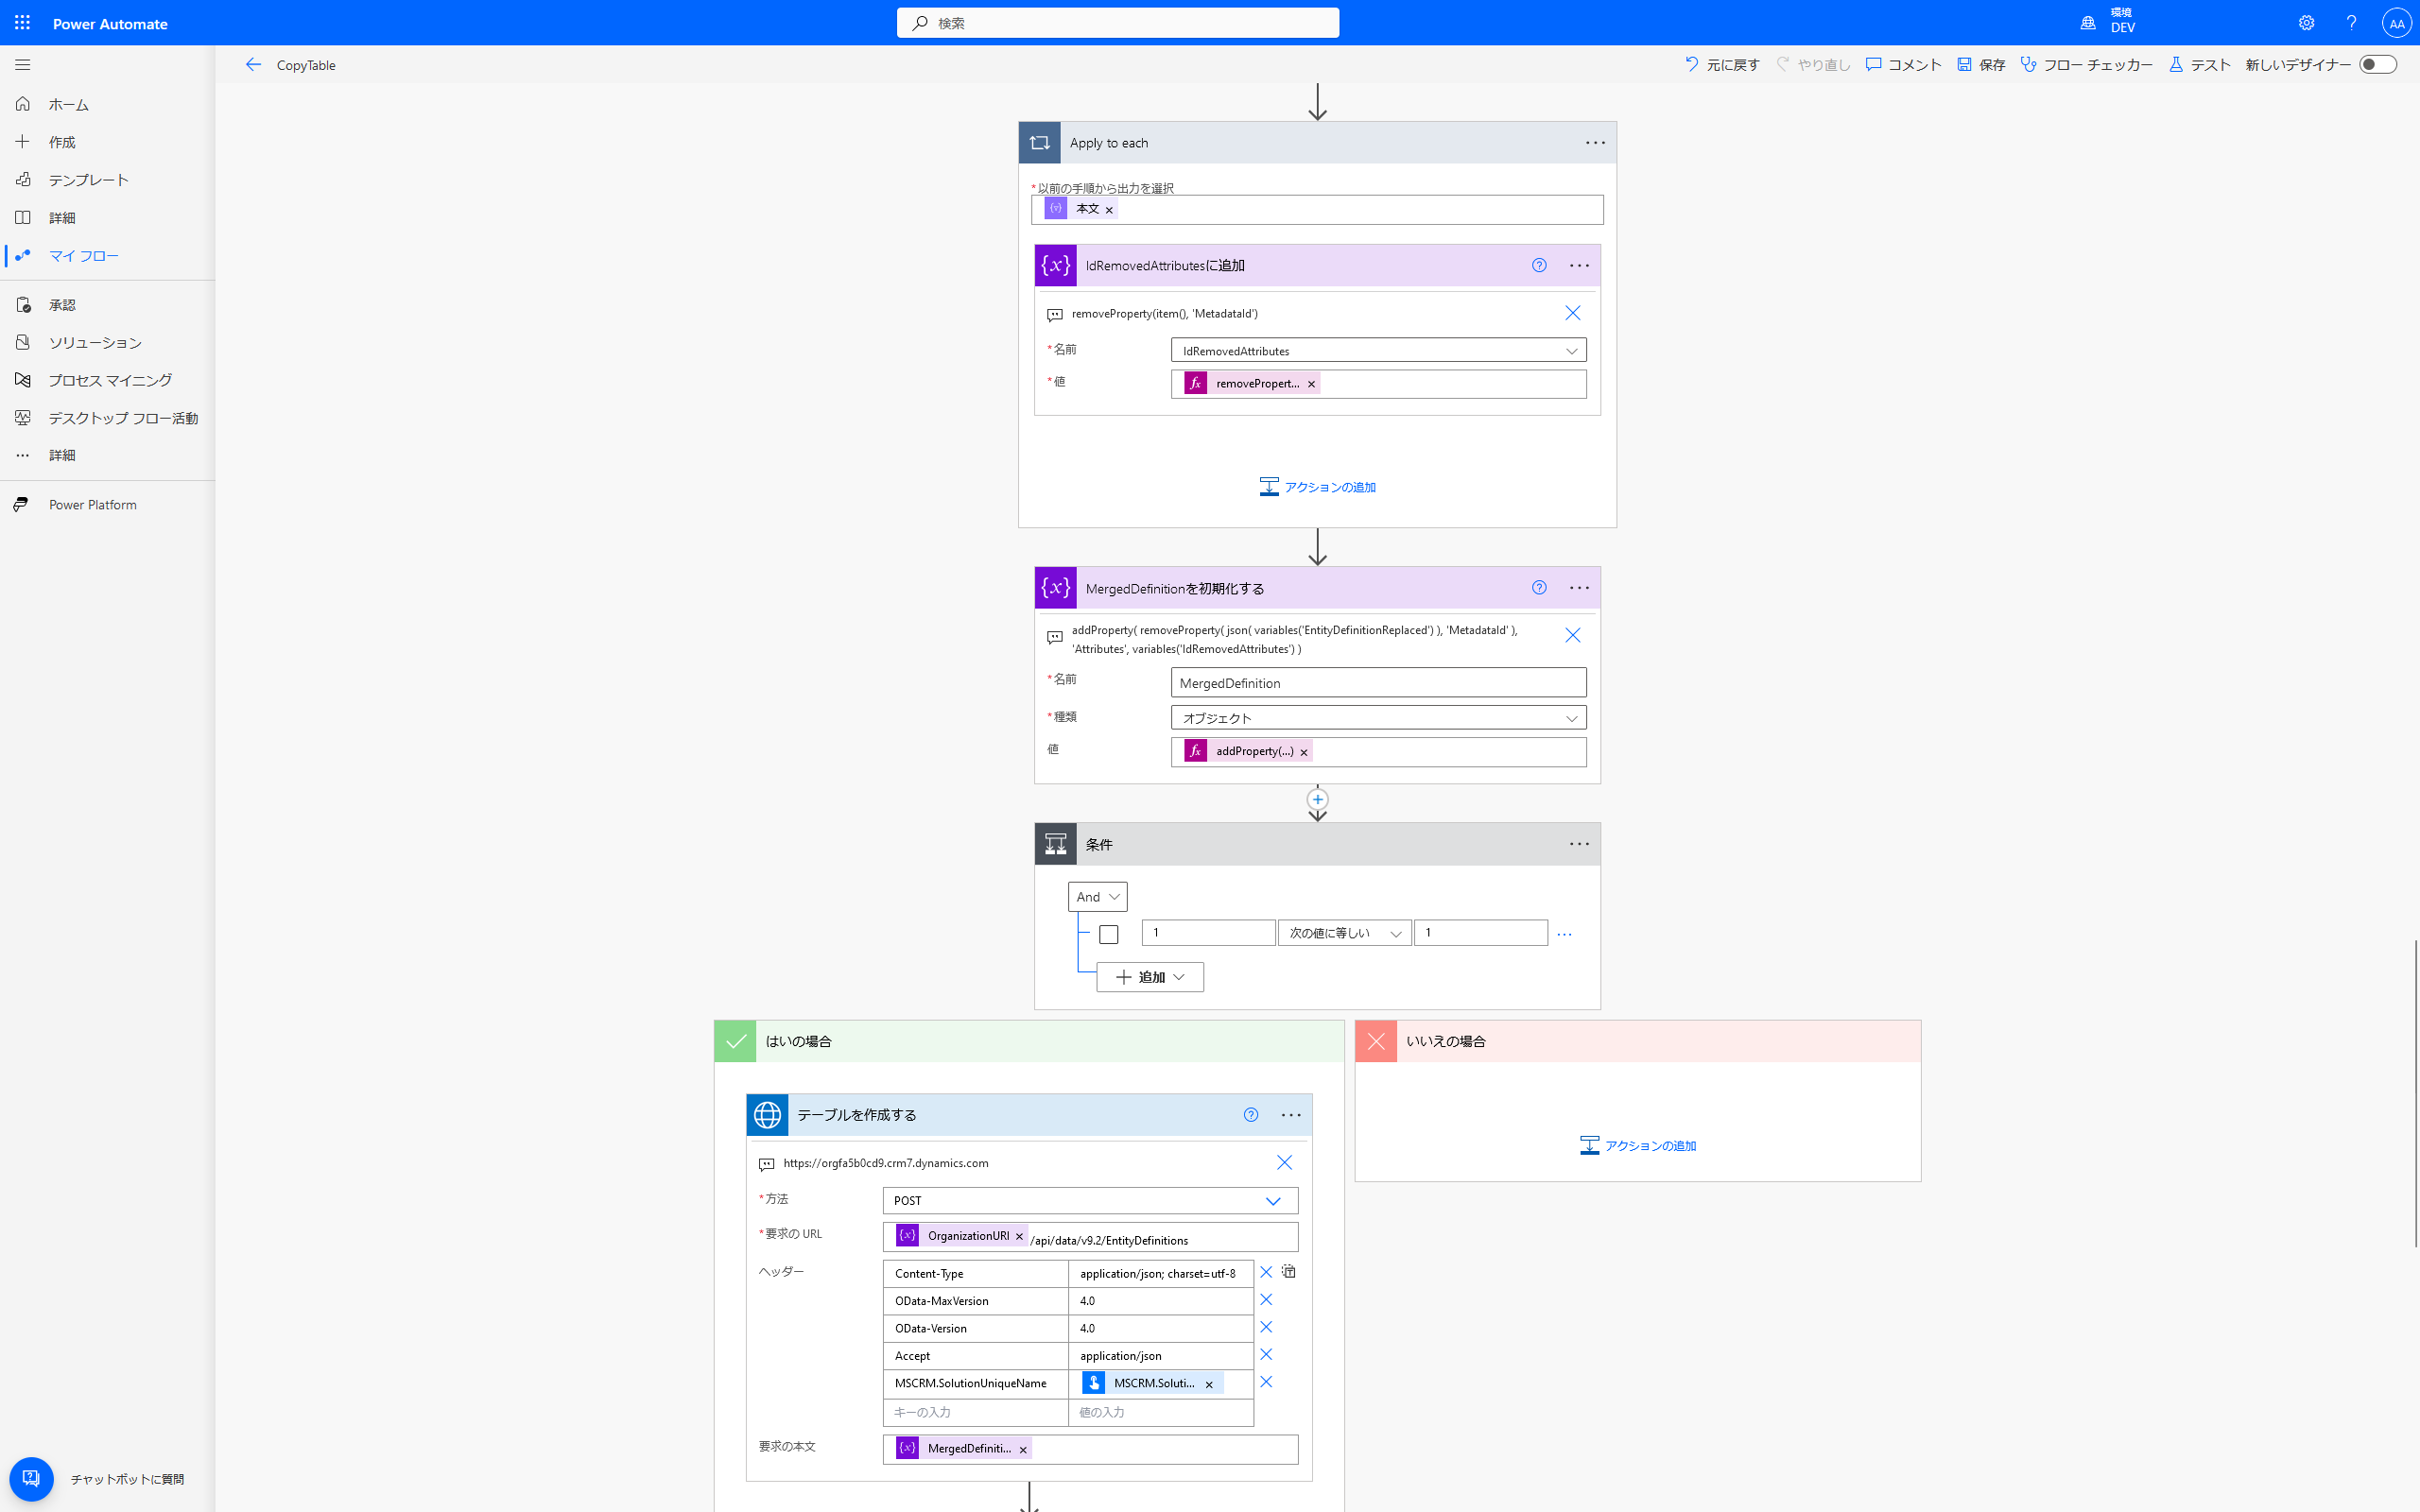 Power Automate
検索
環境
DEV
AA
CopyTable
元に戻す
やり直し
コメント
保存
フロー チェッカー
テスト
新しいデザイナー
ホーム
作成
テンプレート
詳細
マイ フロー
承認
ソリューション
プロセス マイニング
デスクトップ フロー活動
詳細
Power Platform
チャットボットに質問
Apply to each
*以前の手順から出力を選択
本文
IdRemovedAttributesに追加
removeProperty(item(), 'MetadataId')
*名前
IdRemovedAttributes
*値
removePropert...
アクションの追加
MergedDefinitionを初期化する
addProperty( removeProperty( json( variables('EntityDefinitionReplaced') ), 'MetadataId' ),
'Attributes', variables('IdRemovedAttributes') )
*名前
MergedDefinition
*種類
オブジェクト
値
addProperty(...)
条件
And
1
次の値に等しい
1
追加
はいの場合
いいえの場合
アクションの追加
テーブルを作成する
https://orgfa5b0cd9.crm7.dynamics.com
*方法
POST
*要求の URL
OrganizationURI /api/data/v9.2/EntityDefinitions
ヘッダー
Content-Type
application/json; charset=utf-8
OData-MaxVersion
4.0
OData-Version
4.0
Accept
application/json
MSCRM.SolutionUniqueName
MSCRM.Soluti...
キーの入力
値の入力
要求の本文
MergedDefiniti...